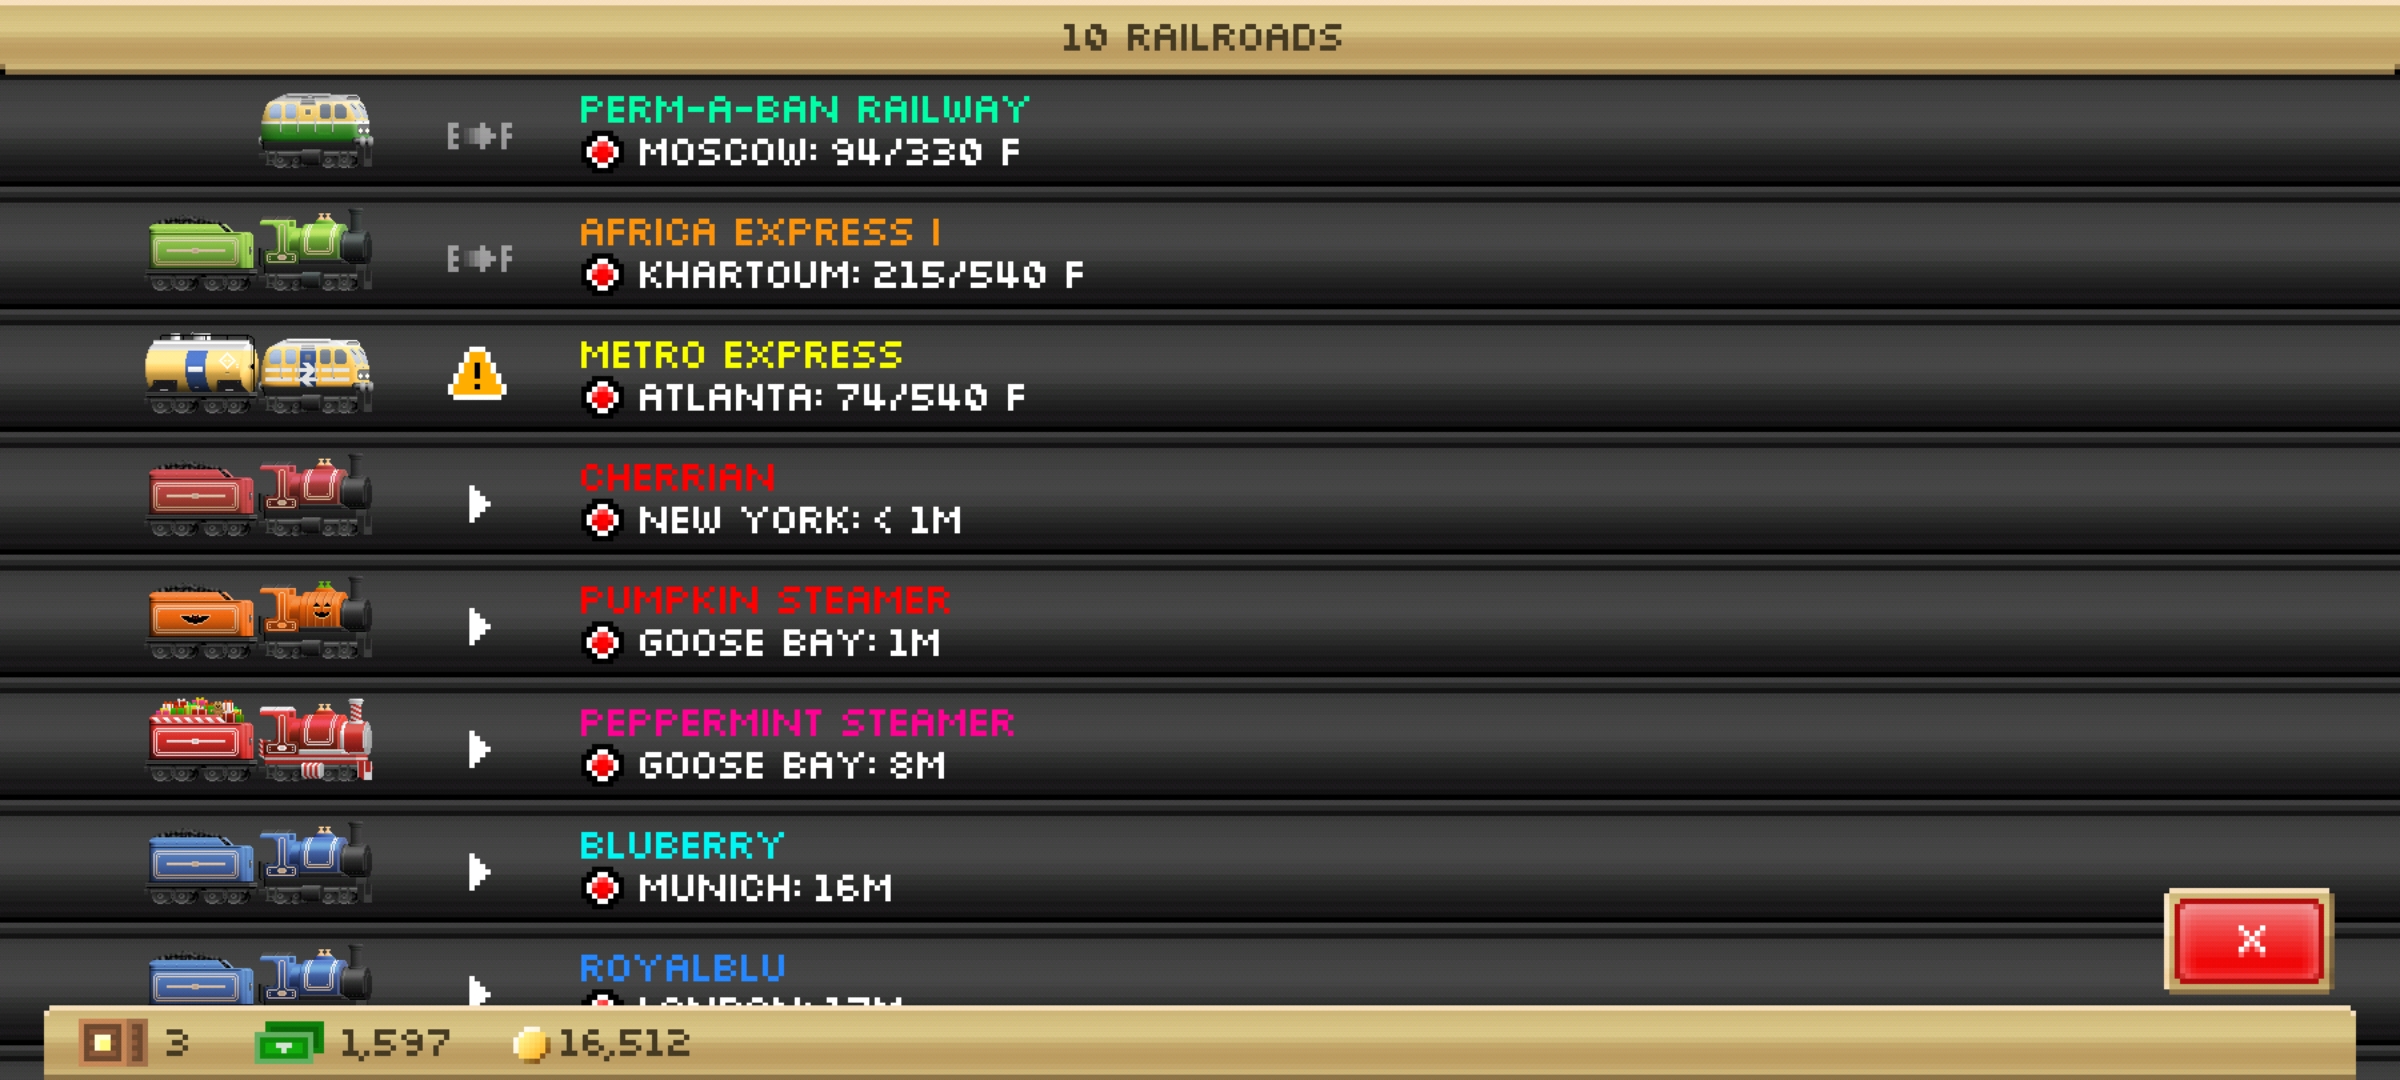 10 RAILROADS
PERM-A-BAN RAILWAY
E F
MOSCOW: 94/330 F
AFRICA EXPRESS I
E F
KHARTOUM: 215/540 F
METRO EXPRESS
ATLANTA: 74/540 F
CHERRIAN
NEW YORK: < 1M
PUMPKIN STEAMER
GOOSE BAY: 1M
PEPPERMINT STEAMER
GOOSE BAY: 8M
BLUBERRY
MUNICH: 16M
ROYALBLU
LONDON: 17M
3 1,597 16,512
X